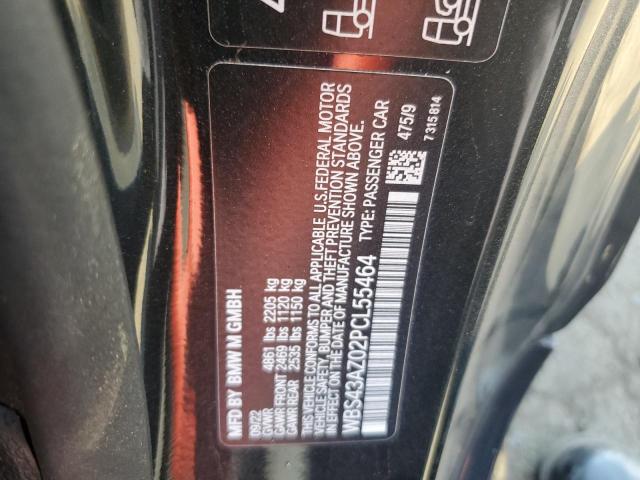 MFD BY BMW M GMBH
09/22
GVWR 4861 lbs 2205 kg
GAWR FRONT 2469 lbs 1120 kg
GAWR REAR 2535 lbs 1150 kg
THIS VEHICLE CONFORMS TO ALL APPLICABLE U.S.FEDERAL MOTOR
VEHICLE SAFETY, BUMPER AND THEFT PREVENTION STANDARDS
IN EFFECT ON THE DATE OF MANUFACTURE SHOWN ABOVE.
WBS43AZ02PCL55464 TYPE: PASSENGER CAR
475/9
7 315 814